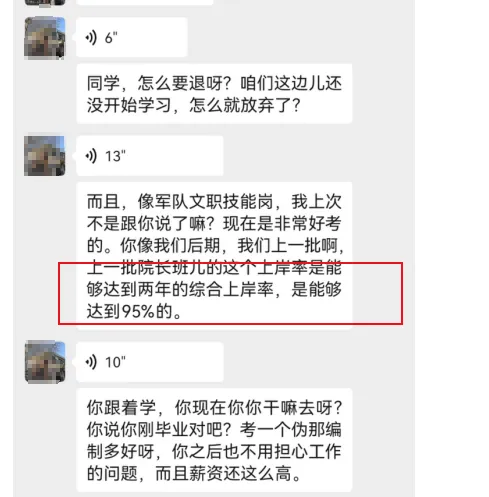 6"
同学，怎么要退呀？咱们这边儿还
没开始学习，怎么就放弃了？
13"
而且，像军队文职技能岗，我上次
不是跟你说了嘛？现在是非常好考
的。你像我们后期，我们上一批啊，
上一批院长班儿的这个上岸率是能
够达到两年的综合上岸率，是能够
达到95%的。
10"
你跟着学，你现在你你干嘛去呀？
你说你刚毕业对吧？考一个伪那编
制多好呀，你之后也不用担心工作
的问题，而且薪资还这么高。